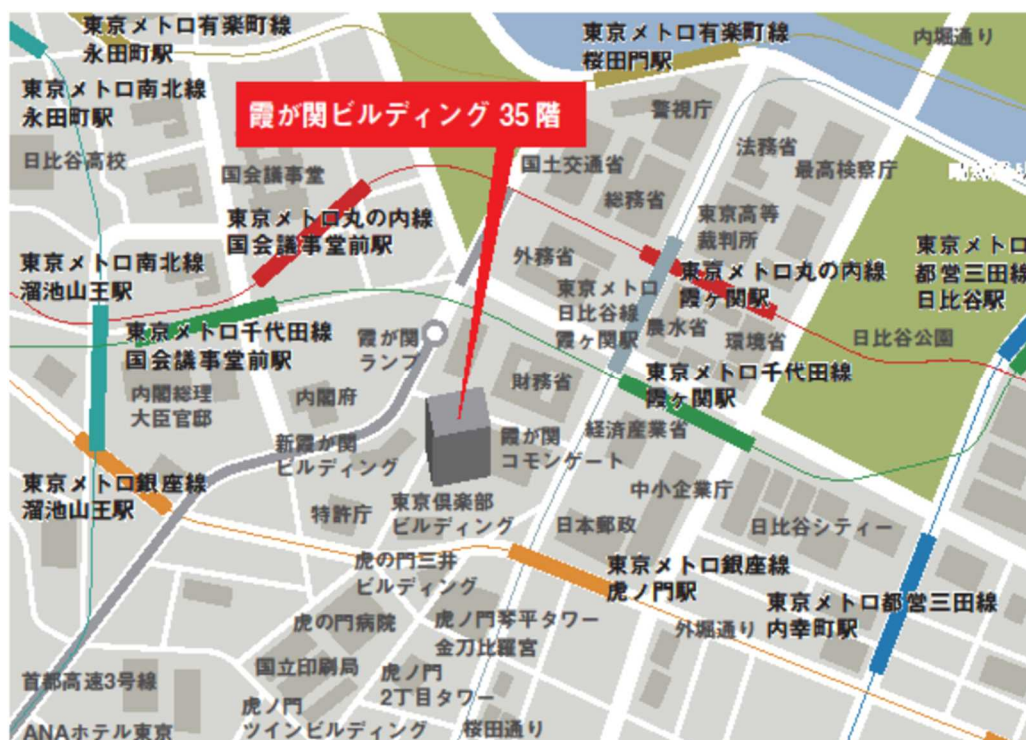 東京メトロ有楽町線
永田町駅
東京メトロ有楽町線
桜田門駅
内堀通り
東京メトロ南北線
永田町駅
霞が関ビルディング 35階
警視庁
日比谷高校
国会議事堂
国土交通省
法務省
最高検察庁
総務省
東京メトロ丸の内線
国会議事堂前駅
東京高等
裁判所
外務省
東京メトロ南北線
溜池山王駅
東京メトロ丸の内線
霞ヶ関駅
東京メトロ
都営三田線
日比谷駅
東京メトロ
日比谷線
霞ヶ関駅
農水省
環境省
日比谷公園
東京メトロ千代田線
国会議事堂前駅
霞が関
ランプ
財務省
東京メトロ千代田線
霞ヶ関駅
内閣総理
大臣官邸
内閣府
新霞が関
ビルディング
霞が関
コモンゲート
経済産業省
東京メトロ銀座線
溜池山王駅
特許庁
東京倶楽部
ビルディング
中小企業庁
日本郵政
日比谷シティー
虎の門三井
ビルディング
東京メトロ銀座線
虎ノ門駅
東京メトロ都営三田線
内幸町駅
虎の門病院
虎ノ門琴平タワー
外堀通り
金刀比羅宮
国立印刷局
虎ノ門
2丁目タワー
首都高速3号線
虎ノ門
ツインビルディング
桜田通り
ANAホテル東京